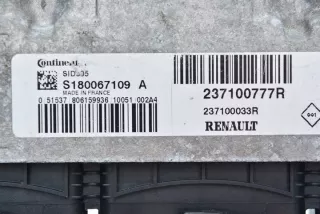 Continental
SID305
S180067109 A
MADE IN FRANCE
0 51537 806159936 10051 002A4
237100777R
237100033R
RENAULT